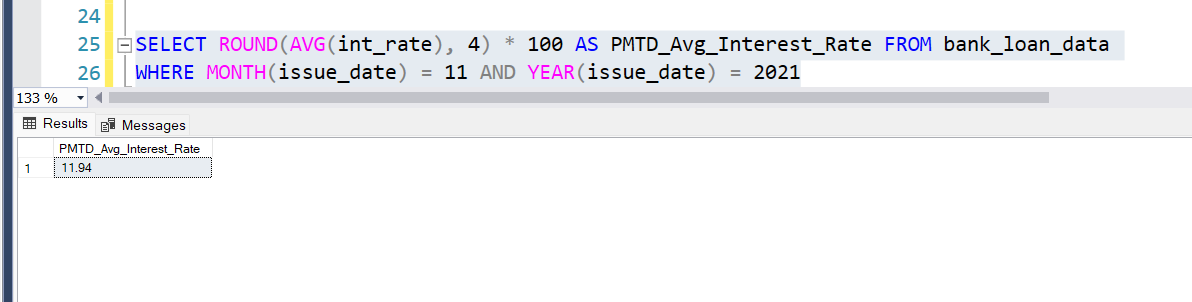 24
25 SELECT ROUND(AVG(int_rate), 4) * 100 AS PMTD_Avg_Interest_Rate FROM bank_loan_data
26 WHERE MONTH(issue_date) = 11 AND YEAR(issue_date) = 2021
133 %
Results Messages
PMTD_Avg_Interest_Rate
1 11.94